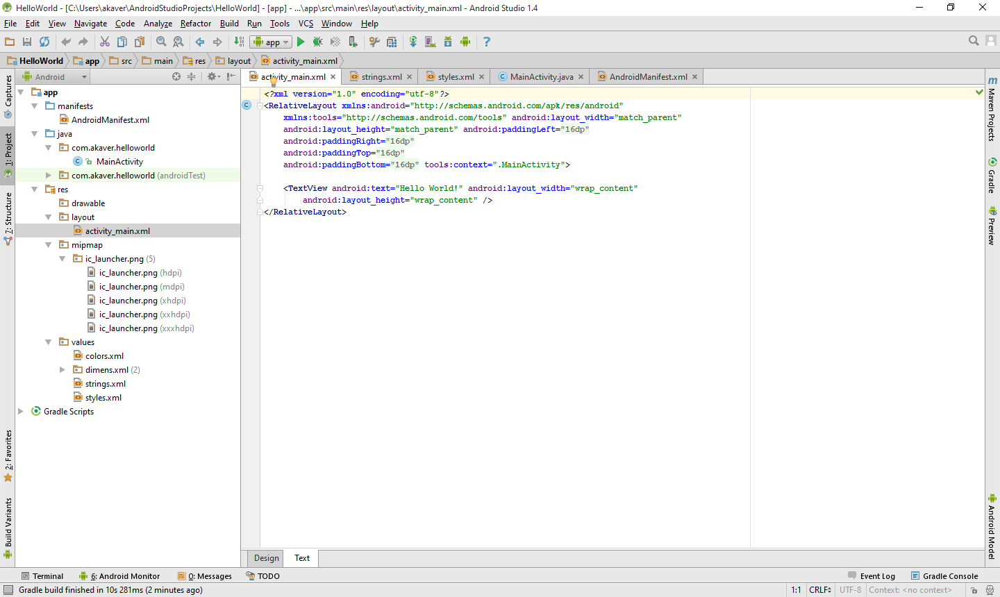 HelloWorld - [C:\Users\akaver\AndroidStudioProjects\HelloWorld] - [app] - ...\app\src\main\res\layout\activity_main.xml - Android Studio 1.4
File Edit View Navigate Code Analyze Refactor Build Run Tools VCS Window Help
app
HelloWorld app src main res layout activity_main.xml
Android
activity_main.xml strings.xml styles.xml MainActivity.java AndroidManifest.xml
Captures
1: Project
7: Structure
2: Favorites
Build Variants
app
manifests
AndroidManifest.xml
java
com.akaver.helloworld
MainActivity
com.akaver.helloworld (androidTest)
res
drawable
layout
activity_main.xml
mipmap
ic_launcher.png (5)
ic_launcher.png (hdpi)
ic_launcher.png (mdpi)
ic_launcher.png (xhdpi)
ic_launcher.png (xxhdpi)
ic_launcher.png (xxxhdpi)
values
colors.xml
dimens.xml (2)
strings.xml
styles.xml
Gradle Scripts
<?xml version="1.0" encoding="utf-8"?>
<RelativeLayout xmlns:android="http://schemas.android.com/apk/res/android"
xmlns:tools="http://schemas.android.com/tools" android:layout_width="match_parent"
android:layout_height="match_parent" android:paddingLeft="16dp"
android:paddingRight="16dp"
android:paddingTop="16dp"
android:paddingBottom="16dp" tools:context=".MainActivity">
<TextView android:text="Hello World!" android:layout_width="wrap_content"
android:layout_height="wrap_content" />
</RelativeLayout>
Maven Projects
Gradle
Preview
Android Model
Design Text
Terminal 6: Android Monitor 0: Messages TODO Event Log Gradle Console
Gradle build finished in 10s 281ms (2 minutes ago) 1:1 CRLF UTF-8 Context: <no context>